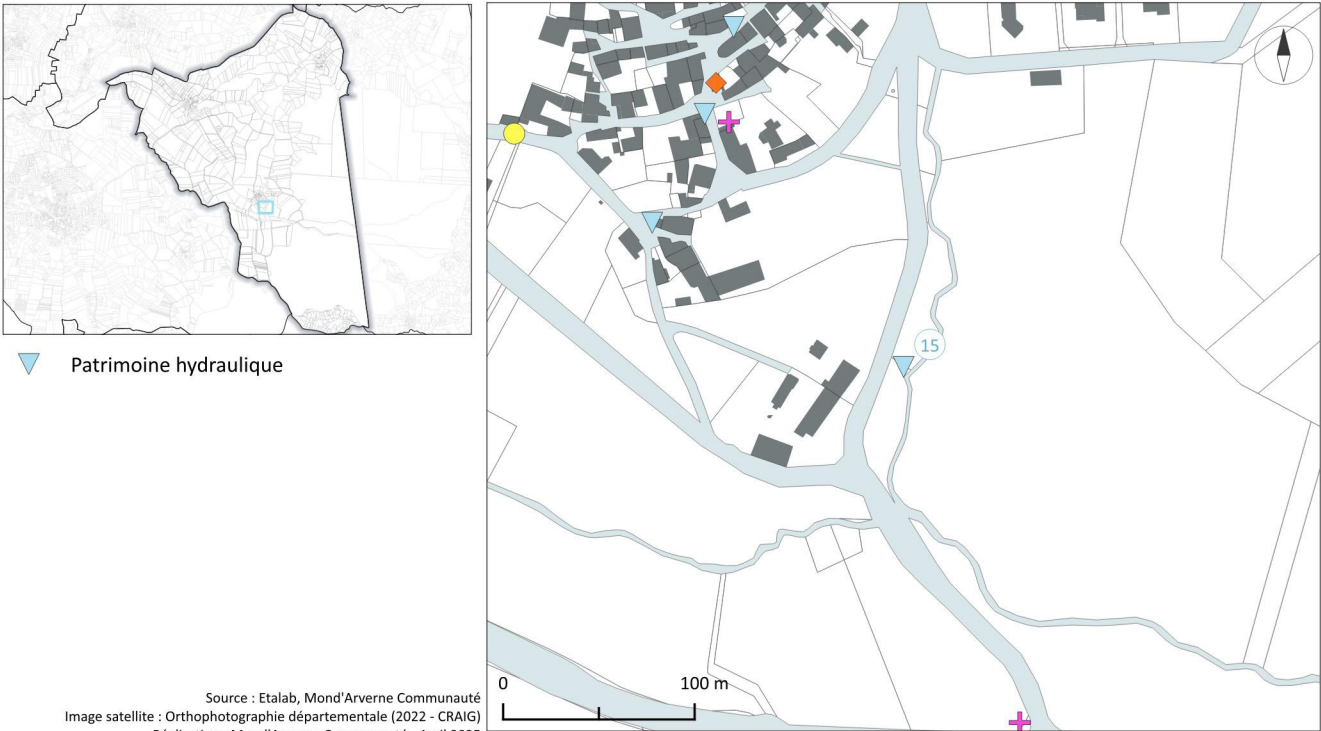 Patrimoine hydraulique
15
0 100 m
Source : Etalab, Mond'Arverne Communauté
Image satellite : Orthophotographie départementale (2022 - CRAIG)